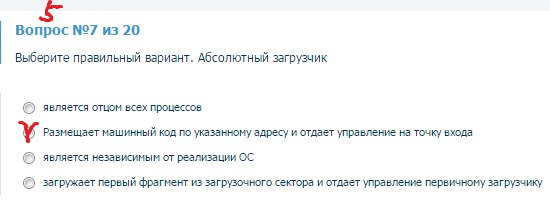 5
Вопрос №7 из 20
Выберите правильный вариант. Абсолютный загрузчик
является отцом всех процессов
Размещает машинный код по указанному адресу и отдает управление на точку входа
является независимым от реализации ОС
загружает первый фрагмент из загрузочного сектора и отдает управление первичному загрузчику